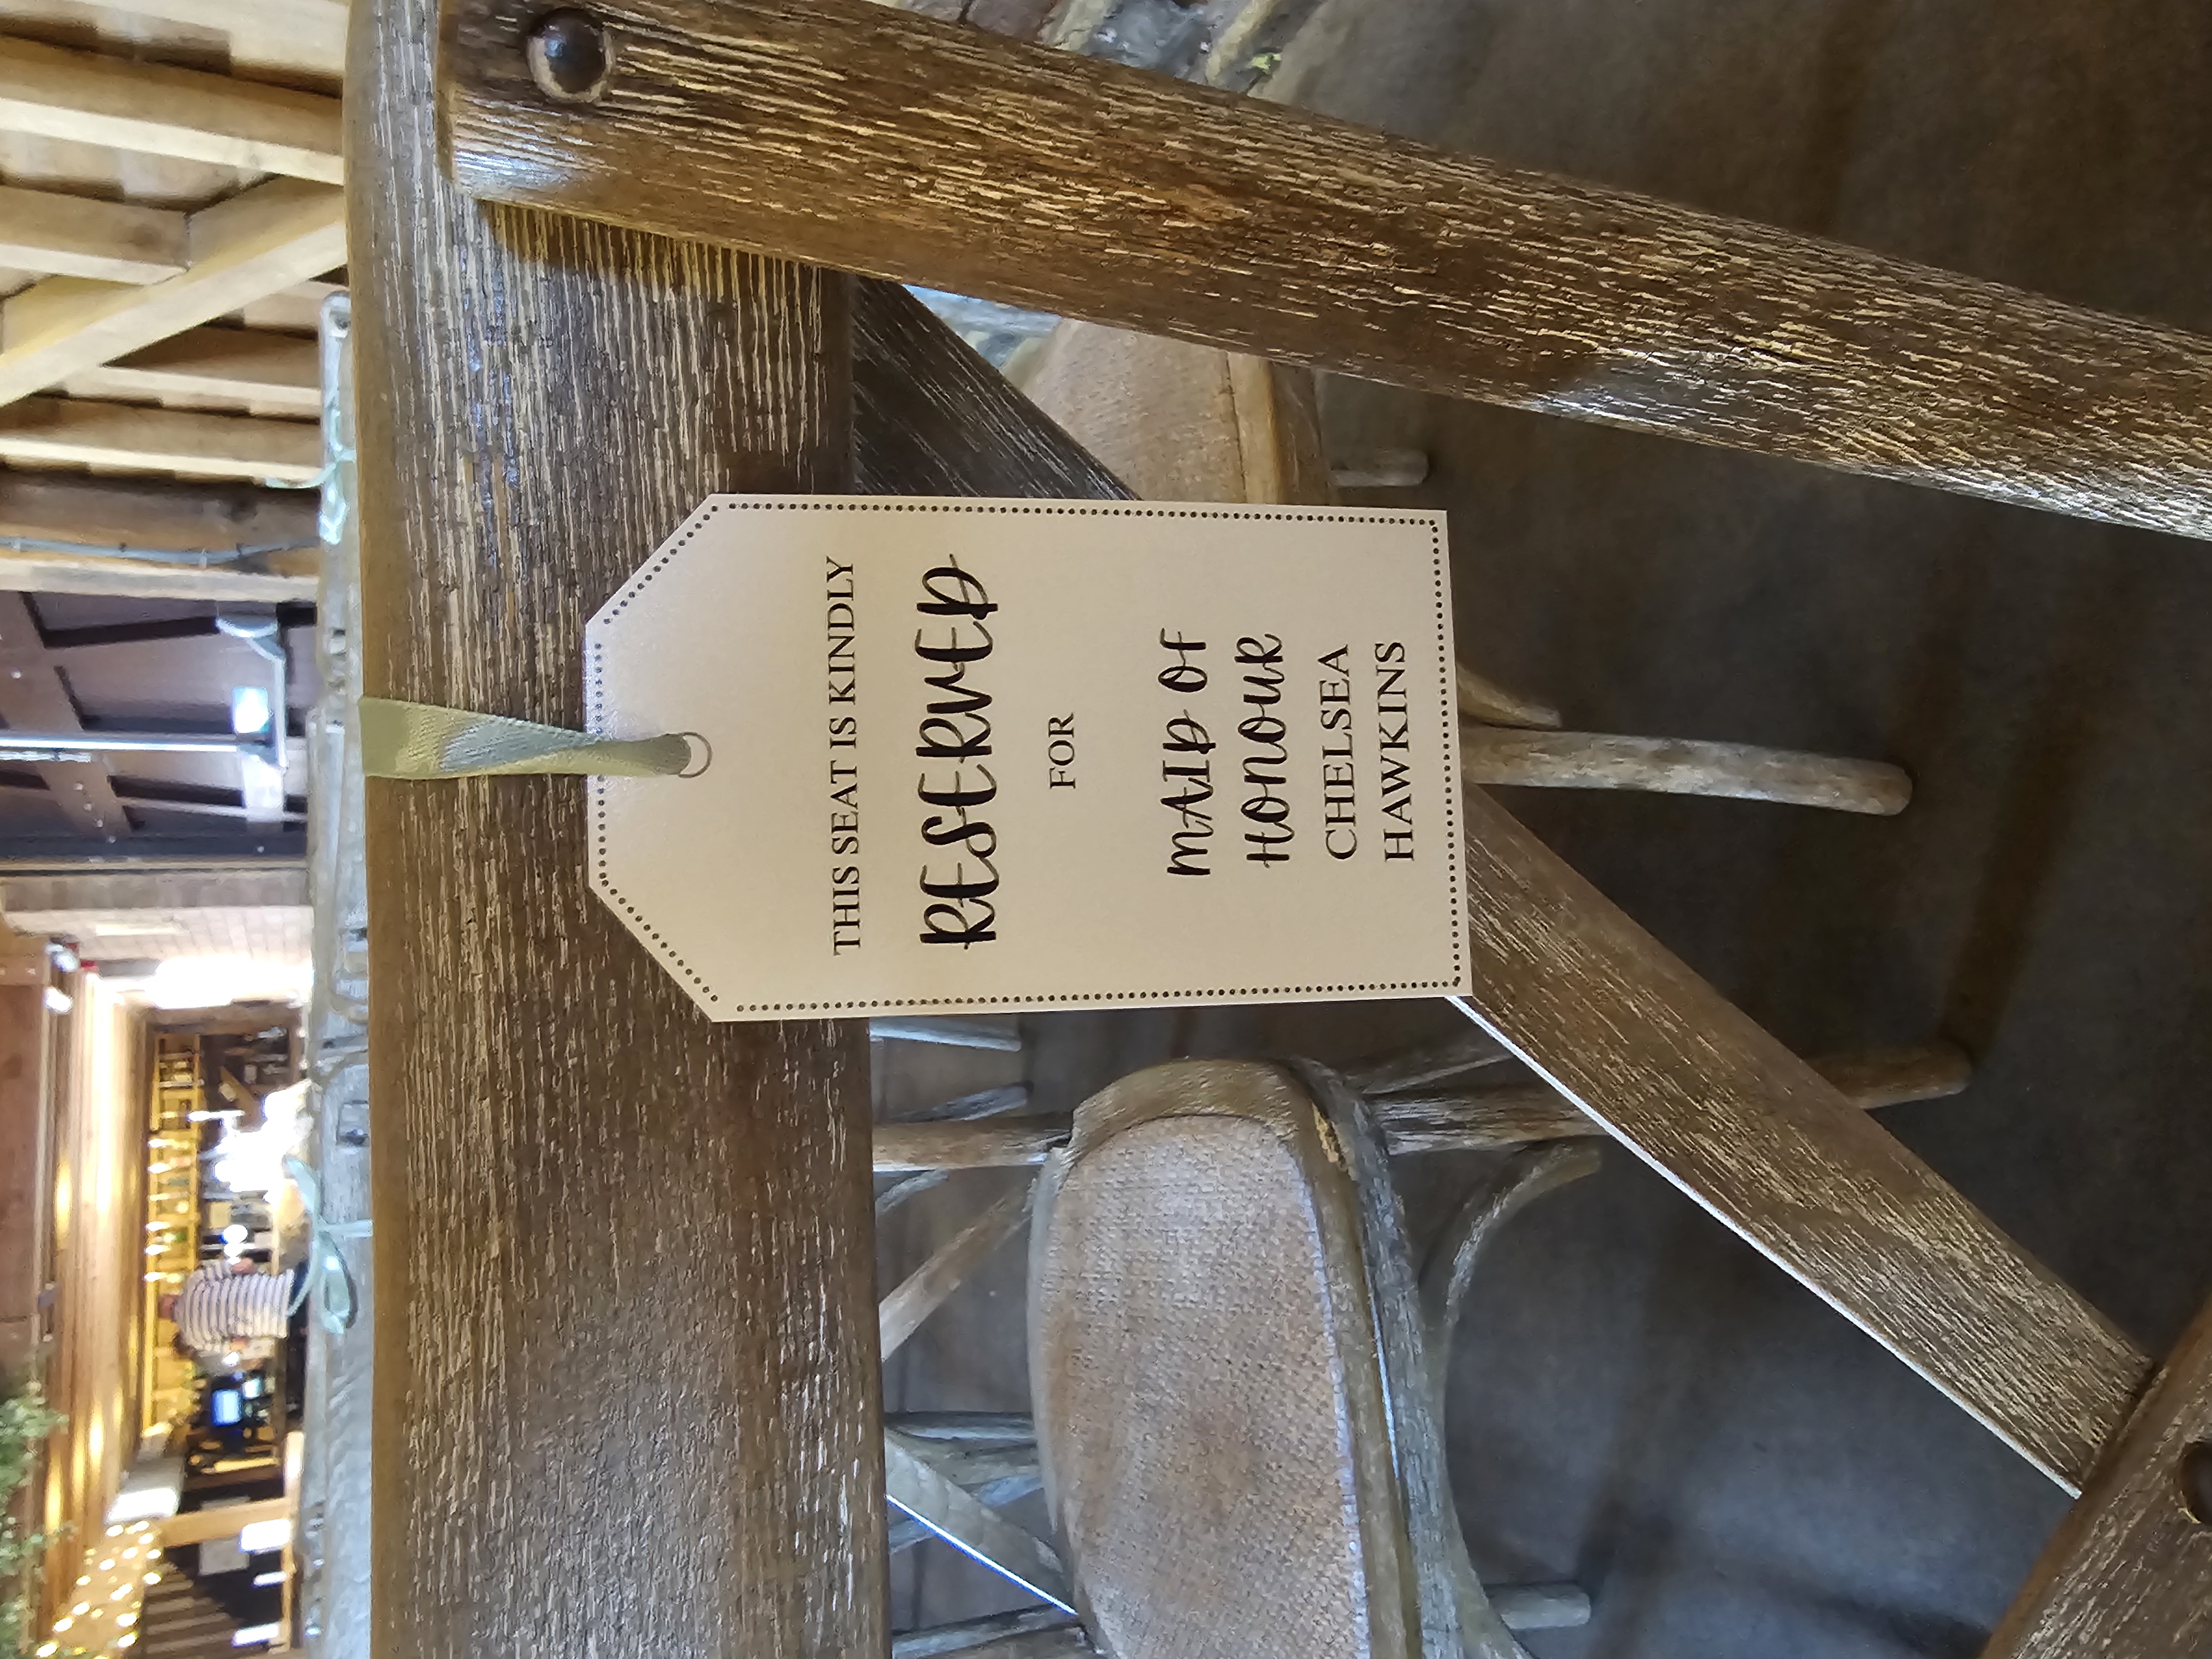 THIS SEAT IS KINDLY
RESERVED
FOR
MAID OF
HONOUR
CHELSEA
HAWKINS